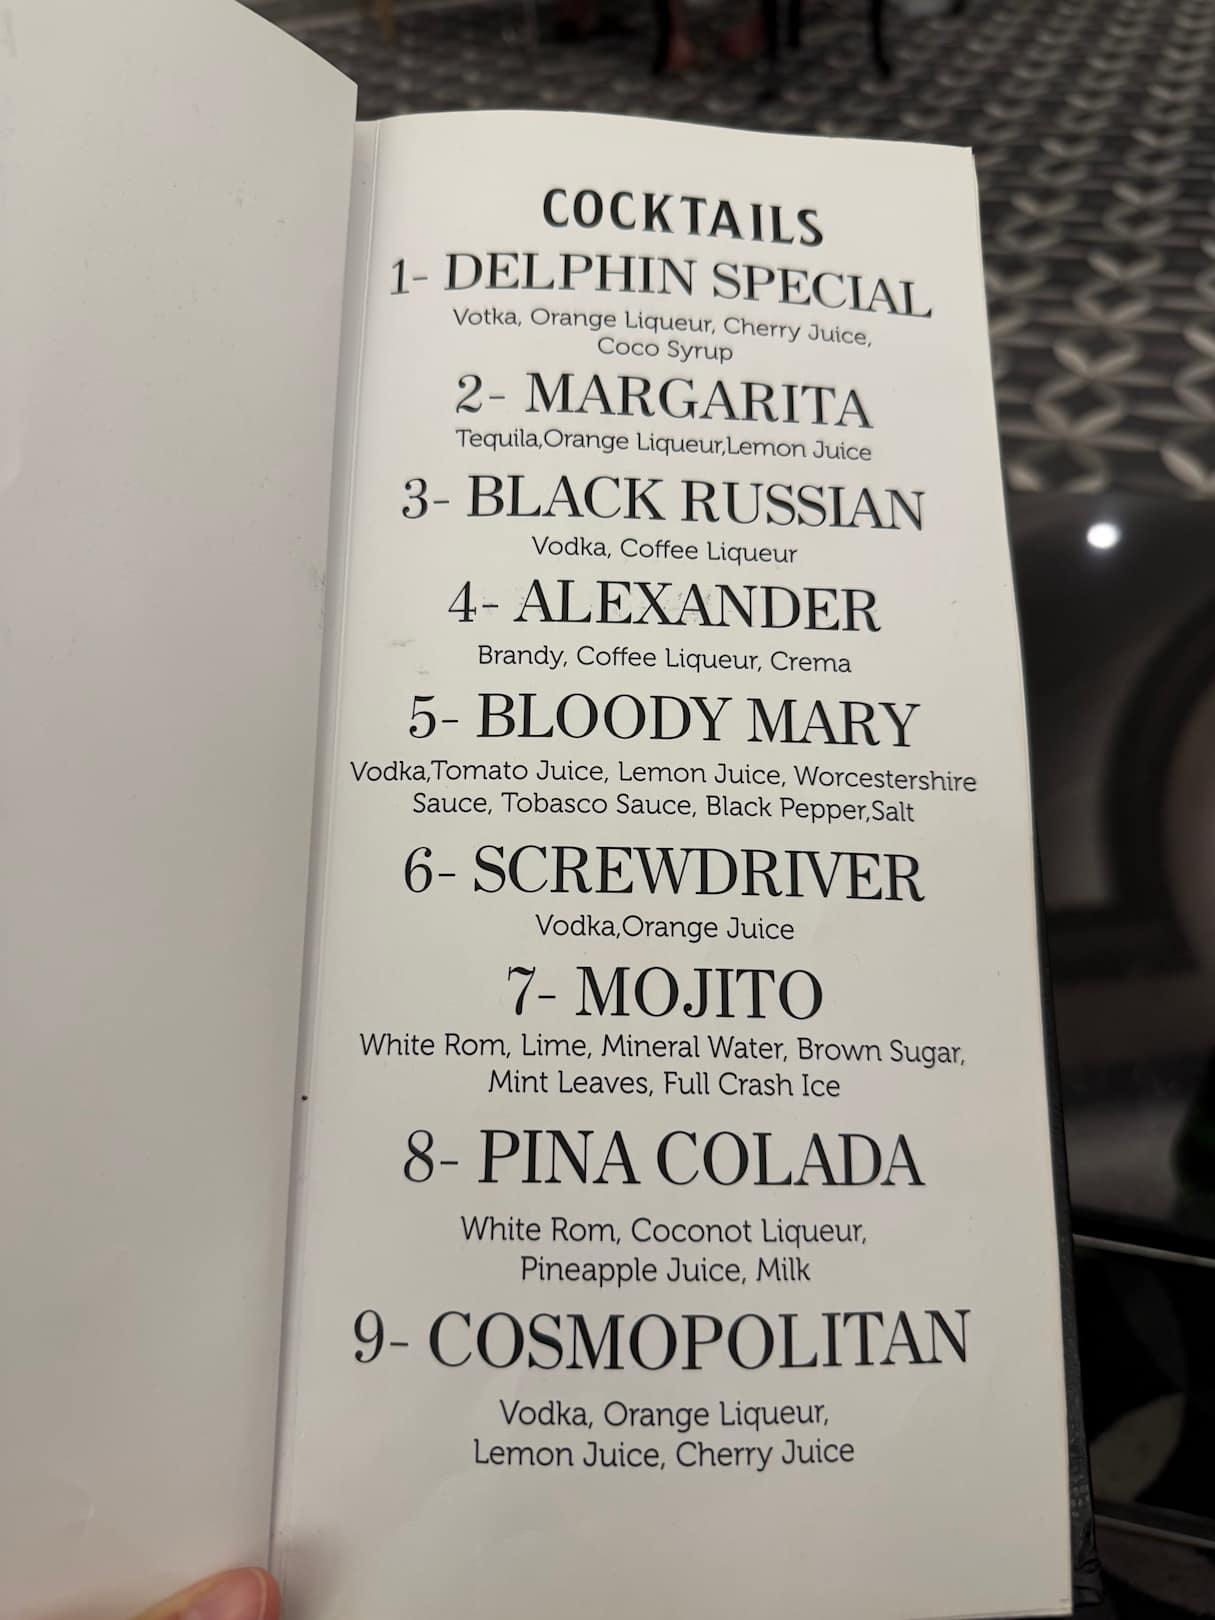 COCKTAILS
1- DELPHIN SPECIAL
Votka, Orange Liqueur, Cherry Juice,
Coco Syrup
2- MARGARITA
Tequila,Orange Liqueur,Lemon Juice
3- BLACK RUSSIAN
Vodka, Coffee Liqueur
4- ALEXANDER
Brandy, Coffee Liqueur, Crema
5- BLOODY MARY
Vodka,Tomato Juice, Lemon Juice, Worcestershire
Sauce, Tobasco Sauce, Black Pepper,Salt
6- SCREWDRIVER
Vodka,Orange Juice
7- MOJITO
White Rom, Lime, Mineral Water, Brown Sugar,
Mint Leaves, Full Crash Ice
8- PINA COLADA
White Rom, Coconot Liqueur,
Pineapple Juice, Milk
9- COSMOPOLITAN
Vodka, Orange Liqueur,
Lemon Juice, Cherry Juice